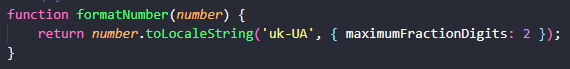 function formatNumber(number) {
    return number.toLocaleString('uk-UA', { maximumFractionDigits: 2 });
}